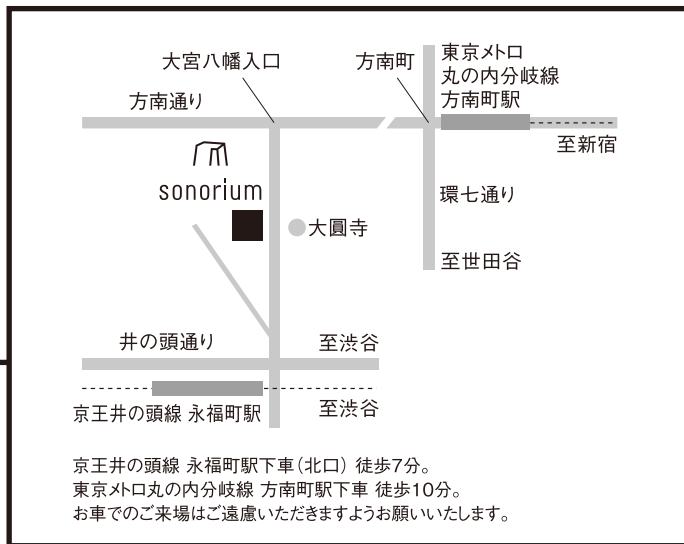 大宮八幡入口
方南町
東京メトロ
丸の内分岐線
方南町駅
方南通り
至新宿
sonorium
環七通り
大圓寺
至世田谷
井の頭通り
至渋谷
京王井の頭線 永福町駅
至渋谷
京王井の頭線 永福町駅下車（北口） 徒歩7分。
東京メトロ丸の内分岐線 方南町駅下車 徒歩10分。
お車でのご来場はご遠慮いただきますようお願いいたします。